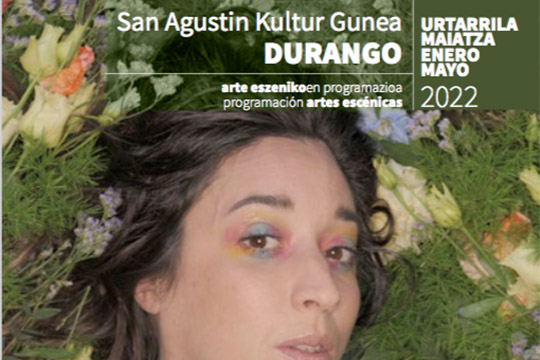 San Agustin Kultur Gunea
DURANGO
arte eszenikoen programazioa
programación artes escénicas
URTARRILA
MAIATZA
ENERO
MAYO
2022